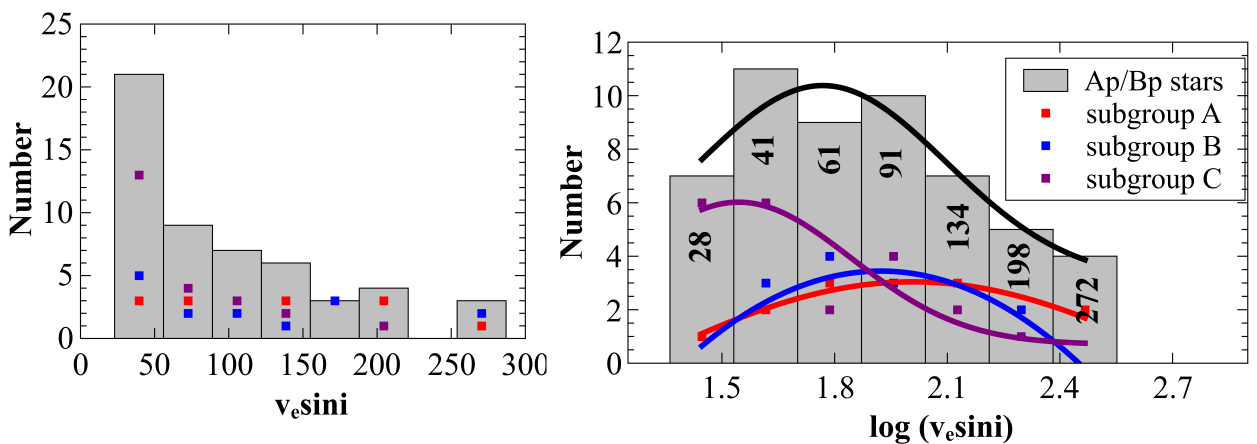 25
20
15
10
5
0
Number
0 50 100 150 200 250 300
vₑsini
12
10
8
6
4
2
0
Number
28
41
61
91
134
198
272
Ap/Bp stars
subgroup A
subgroup B
subgroup C
1.5 1.8 2.1 2.4 2.7
log (vₑsini)